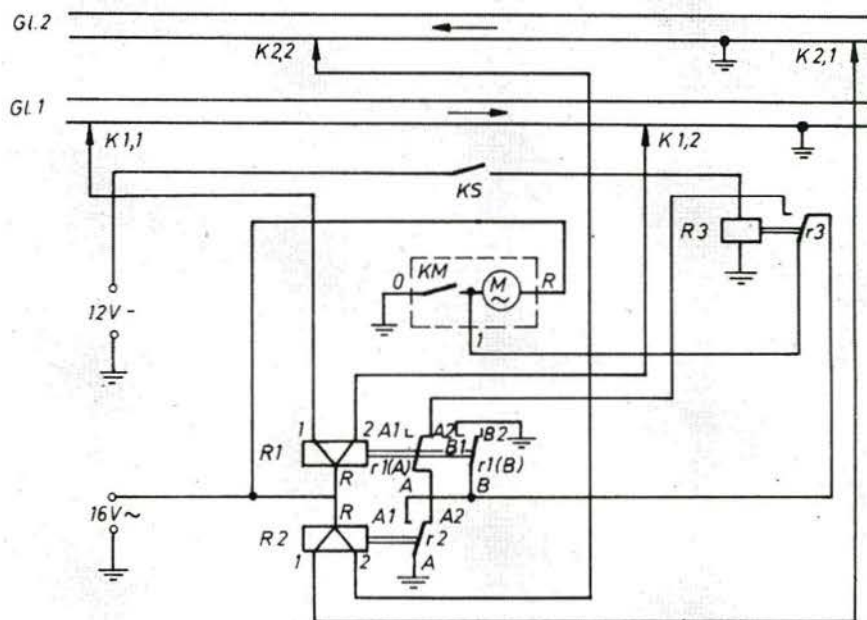 Gl.2
K2,2
K2,1
Gl.1
K1,1
K1,2
KS
R3
r3
KM
0
M
~
R
1
12V-
1
2
A1
A2
B1
B2
R1
R
r1(A)
r1(B)
A
B
16V~
R
A1
A2
R2
r2
1
2
A